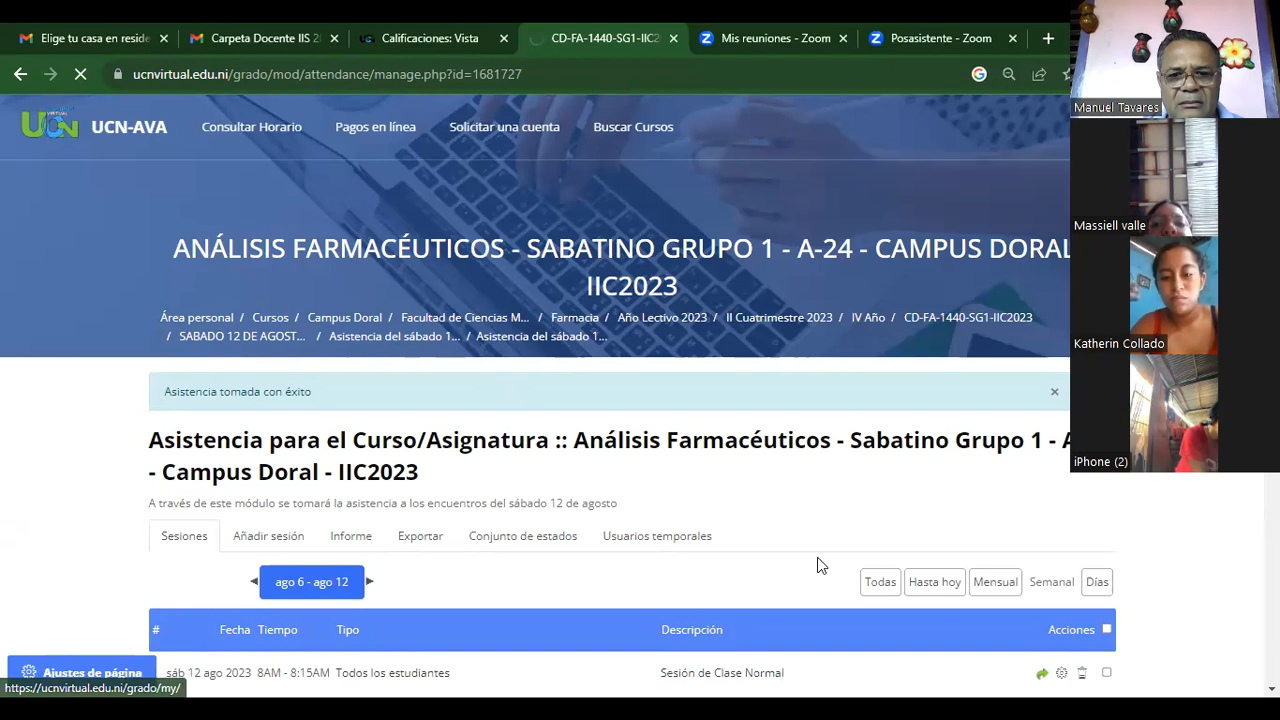 Elige tu casa en reside
Carpeta Docente IIS 2
Calificaciones: Vista
CD-FA-1440-SG1-IIC2
Mis reuniones - Zoom
Posasistente - Zoom
ucnvirtual.edu.ni/grado/mod/attendance/manage.php?id=1681727
UCN
UCN-AVA
Consultar Horario
Pagos en línea
Solicitar una cuenta
Buscar Cursos
Manuel Tavares
Massiell valle
Katherin Collado
iPhone (2)
ANÁLISIS FARMACÉUTICOS - SABATINO GRUPO 1 - A-24 - CAMPUS DORAL
IIC2023
Área personal / Cursos / Campus Doral / Facultad de Ciencias M... / Farmacia / Año Lectivo 2023 / II Cuatrimestre 2023 / IV Año / CD-FA-1440-SG1-IIC2023
/ SABADO 12 DE AGOST... / Asistencia del sábado 1... / Asistencia del sábado 1...
Asistencia tomada con éxito ×
Asistencia para el Curso/Asignatura :: Análisis Farmacéuticos - Sabatino Grupo 1 - A
- Campus Doral - IIC2023
A través de este módulo se tomará la asistencia a los encuentros del sábado 12 de agosto
Sesiones
Añadir sesión
Informe
Exportar
Conjunto de estados
Usuarios temporales
ago 6 - ago 12
Todas
Hasta hoy
Mensual
Semanal
Días
# Fecha Tiempo Tipo Descripción Acciones
sáb 12 ago 2023 8AM - 8:15AM Todos los estudiantes Sesión de Clase Normal
Ajustes de página
https://ucnvirtual.edu.ni/grado/my/